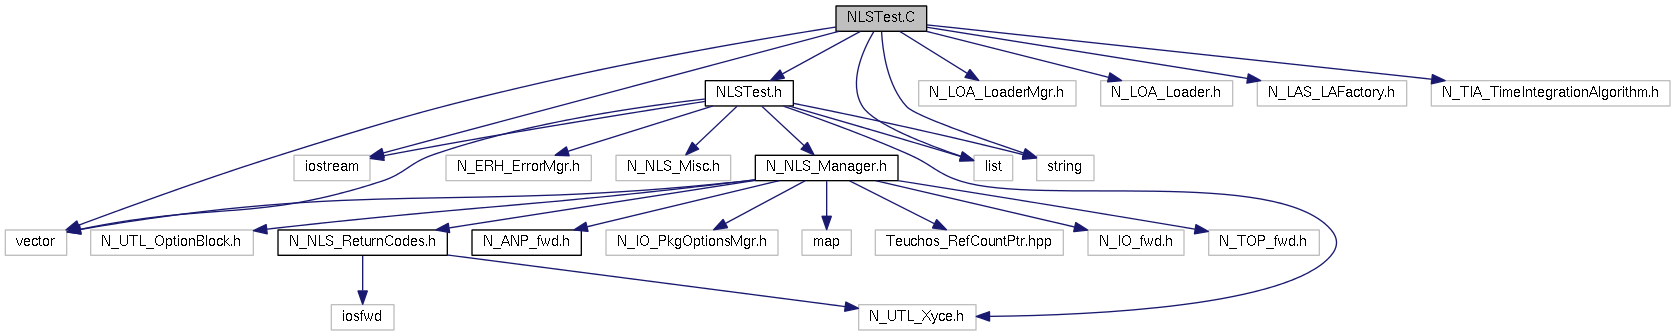 NLSTest.C
NLSTest.h
N_LOA_LoaderMgr.h
N_LOA_Loader.h
N_LAS_LAFactory.h
N_TIA_TimeIntegrationAlgorithm.h
iostream
N_ERH_ErrorMgr.h
N_NLS_Misc.h
N_NLS_Manager.h
list
string
vector
N_UTL_OptionBlock.h
N_NLS_ReturnCodes.h
N_ANP_fwd.h
N_IO_PkgOptionsMgr.h
map
Teuchos_RefCountPtr.hpp
N_IO_fwd.h
N_TOP_fwd.h
iosfwd
N_UTL_Xyce.h